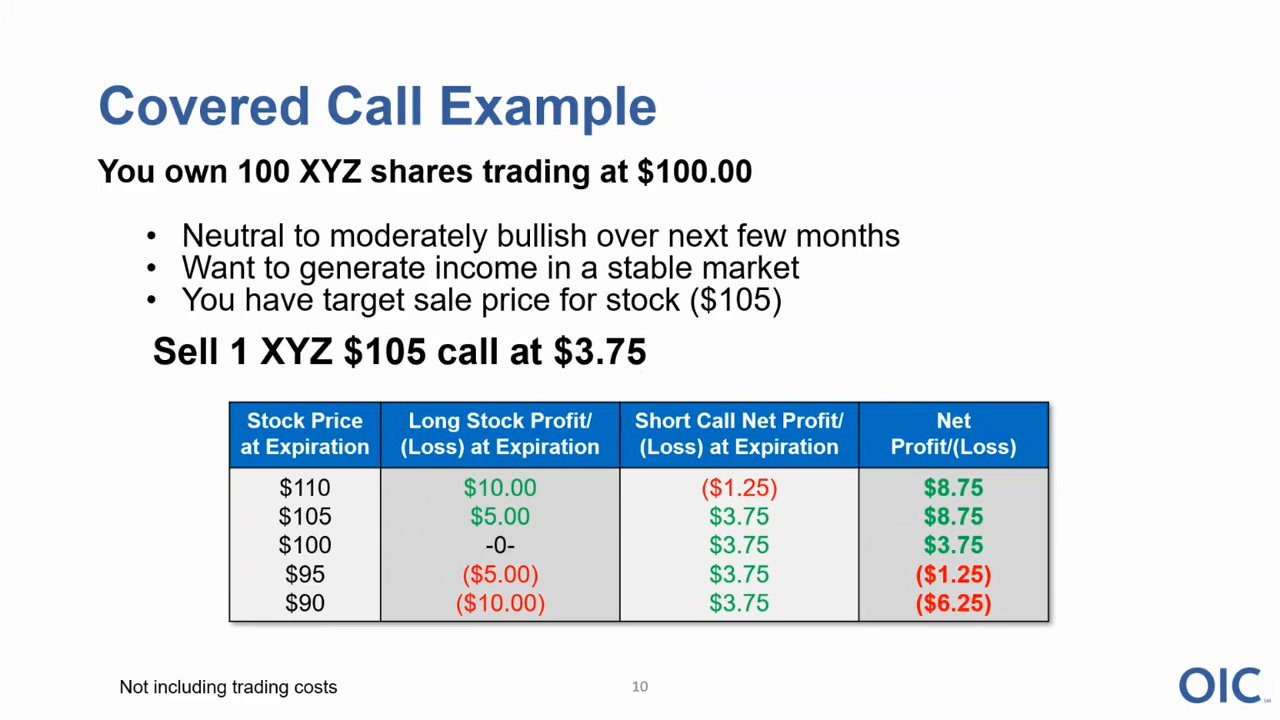 Covered Call Example
You own 100 XYZ shares trading at $100.00
• Neutral to moderately bullish over next few months
• Want to generate income in a stable market
• You have target sale price for stock ($105)
Sell 1 XYZ $105 call at $3.75
Stock Price at Expiration | Long Stock Profit/ (Loss) at Expiration | Short Call Net Profit/ (Loss) at Expiration | Net Profit/(Loss)
$110 $10.00 ($1.25) $8.75
$105 $5.00 $3.75 $8.75
$100 -0- $3.75 $3.75
$95 ($5.00) $3.75 ($1.25)
$90 ($10.00) $3.75 ($6.25)
Not including trading costs
10
OIC℠